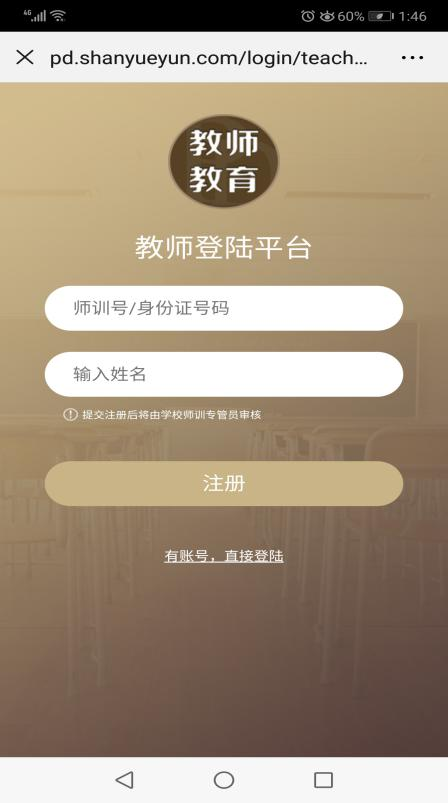 4G
60%
1:46
pd.shanyueyun.com/login/teach...
教师
教育
教师登陆平台
师训号/身份证号码
输入姓名
提交注册后将由学校师训专管员审核
注册
有账号，直接登陆